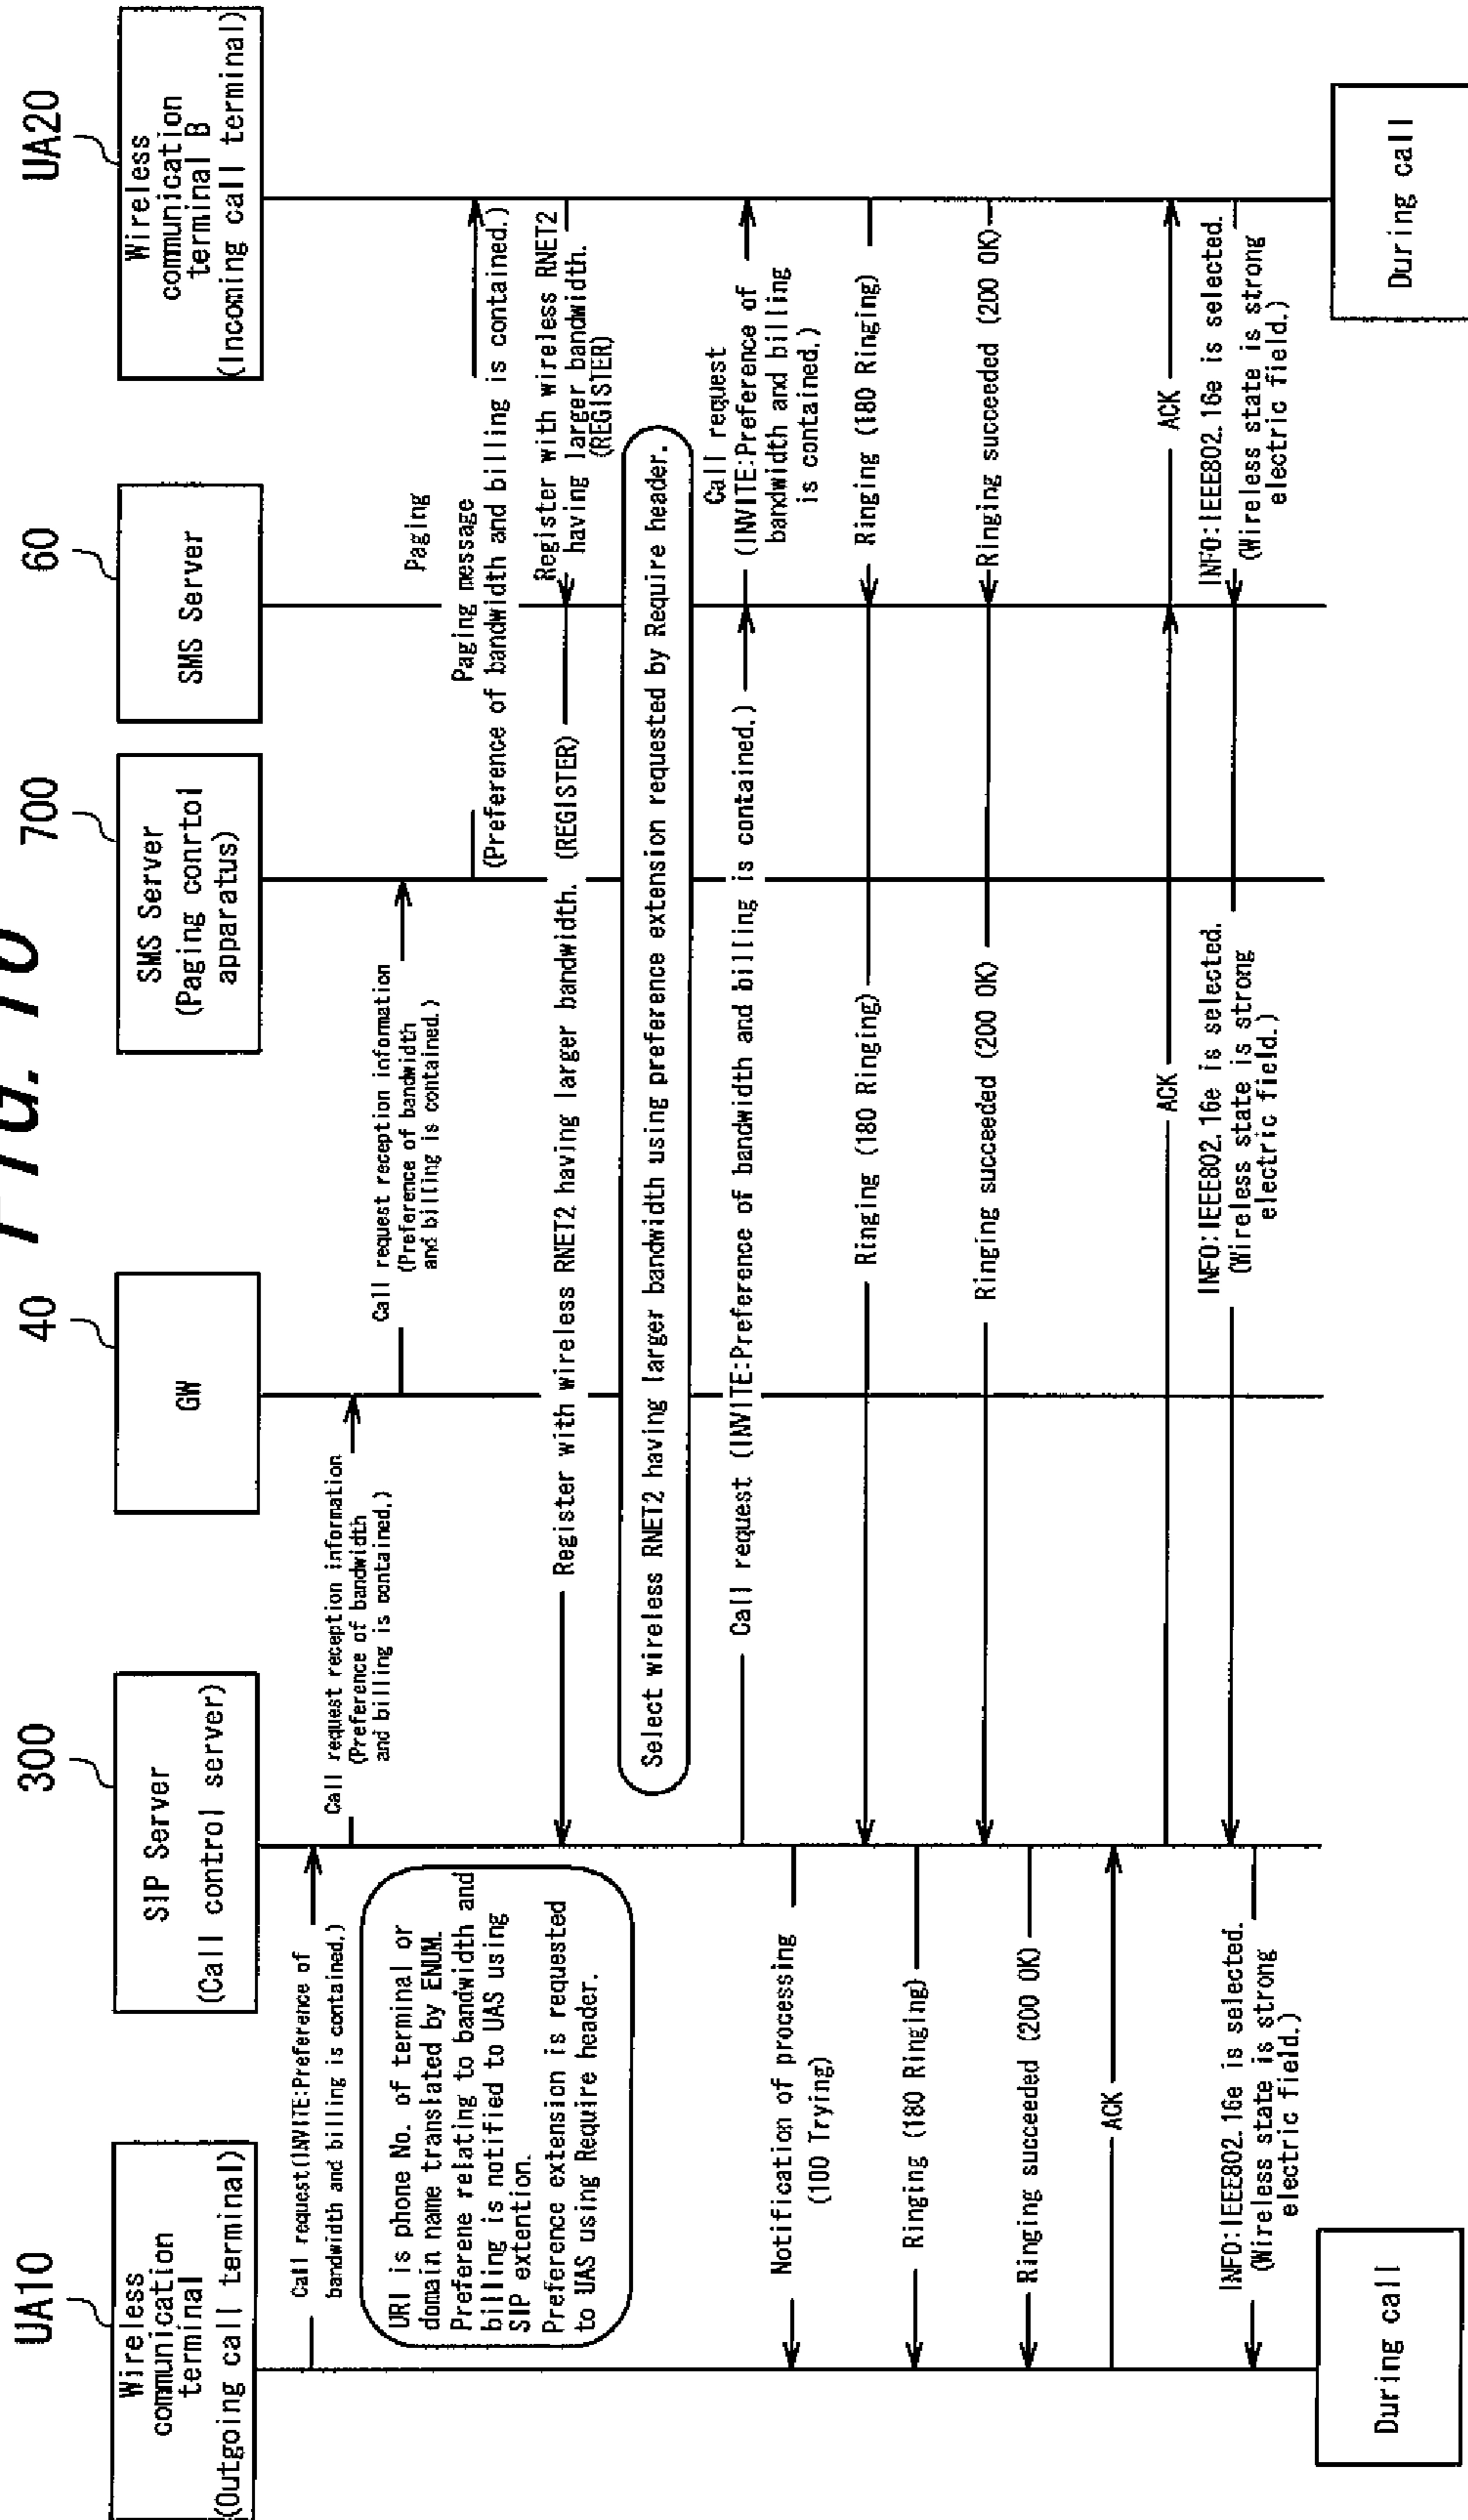 FIG. 10
UA10
Wireless
communication
terminal
(Outgoing call terminal)
300
SIP Server
(Call control server)
40
GW
700
SMS Server
(Paging conrtol
apparatus)
60
SMS Server
UA20
Wireless
communication
terminal B
(Incoming call terminal)
Call request(INVITE:Preference of
bandwidth and billing is contained.)
URI is phone No. of terminal or
domain name translated by ENUM.
Preferene relating to bandwidth and
billing is notified to UAS using
SIP extention.
Preference extension is requested
to UAS using Require header.
Call request reception information
(Preference of bandwidth
and billing is contained.)
Call request reception information
(Preference of bandwidth
and billing is contained.)
Paging
Paging message
(Preference of bandwidth and billing is contained.)
Register with wireless RNET2
having larger bandwidth.
(REGISTER)
Register with wireless RNET2 having larger bandwidth. (REGISTER)
Select wireless RNET2 having larger bandwidth using preference extension requested by Require header.
Call request (INVITE:Preference of bandwidth and billing is contained.)
Call request
(INVITE:Preference of
bandwidth and billing
is contained.)
Notification of processing
(100 Trying)
Ringing (180 Ringing)
Ringing (180 Ringing)
Ringing (180 Ringing)
Ringing succeeded (200 OK)
Ringing succeeded (200 OK)
Ringing succeeded (200 OK)
ACK
ACK
ACK
INFO:IEEE802.16e is selected.
(Wireless state is strong
electric field.)
INFO:IEEE802.16e is selected.
(Wireless state is strong
electric field.)
INFO:IEEE802.16e is selected.
(Wireless state is strong
electric field.)
During call
During call